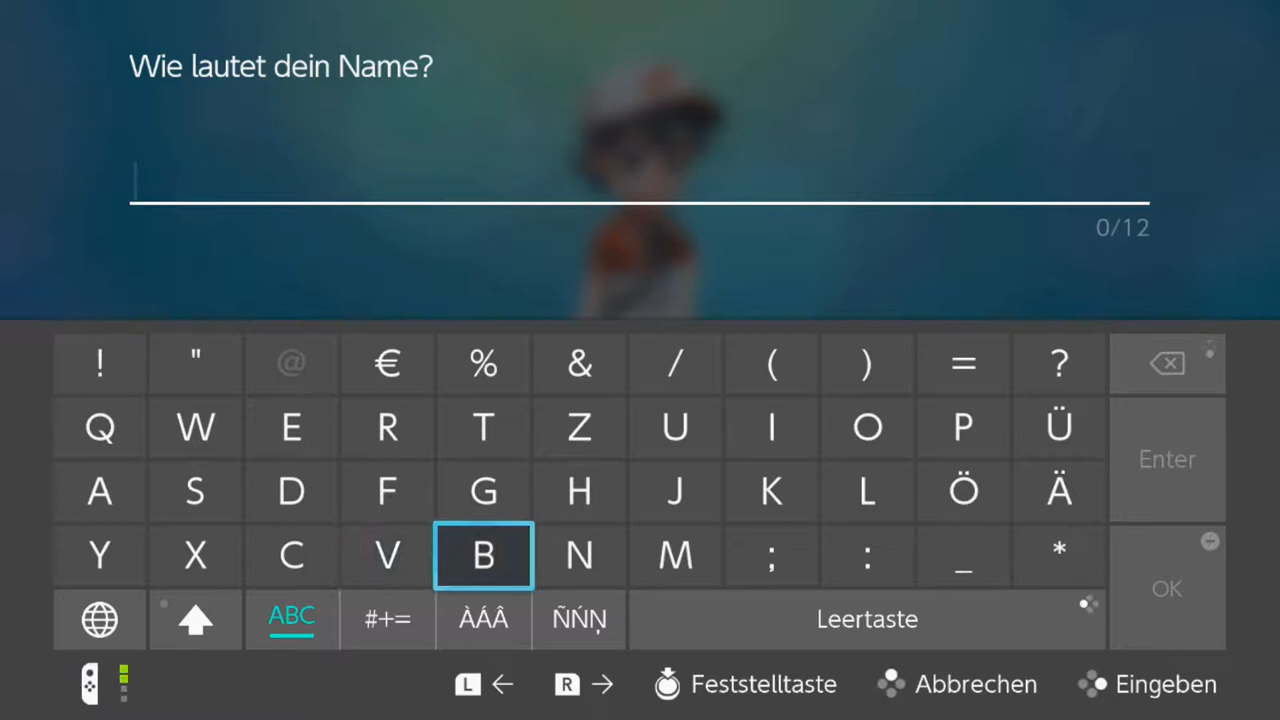 Wie lautet dein Name?
0/12
! " @ € % & / ( ) = ?
Q W E R T Z U I O P Ü
Enter
A S D F G H J K L Ö Ä
Y X C V B N M ; : _ *
OK
ABC #+= ÀÁÂ ÑŃŅ Leertaste
L ← R → Feststelltaste Abbrechen Eingeben